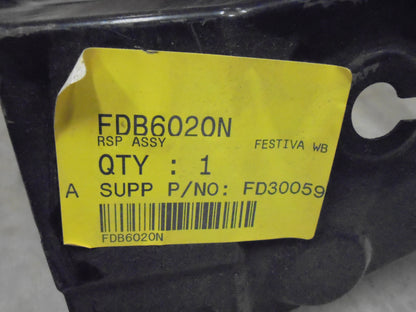 FDB6020N
RSP ASSY FESTIVA WB
QTY : 1
A SUPP P/NO: FD30059
FDB6020N